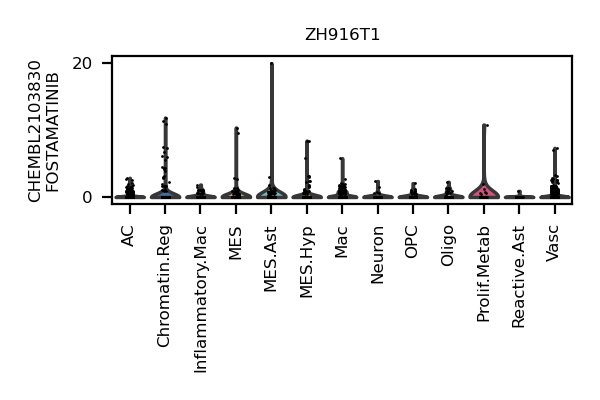 ZH916T1
CHEMBL2103830
FOSTAMATINIB
20
0
AC
Chromatin.Reg
Inflammatory.Mac
MES
MES.Ast
MES.Hyp
Mac
Neuron
OPC
Oligo
Prolif.Metab
Reactive.Ast
Vasc